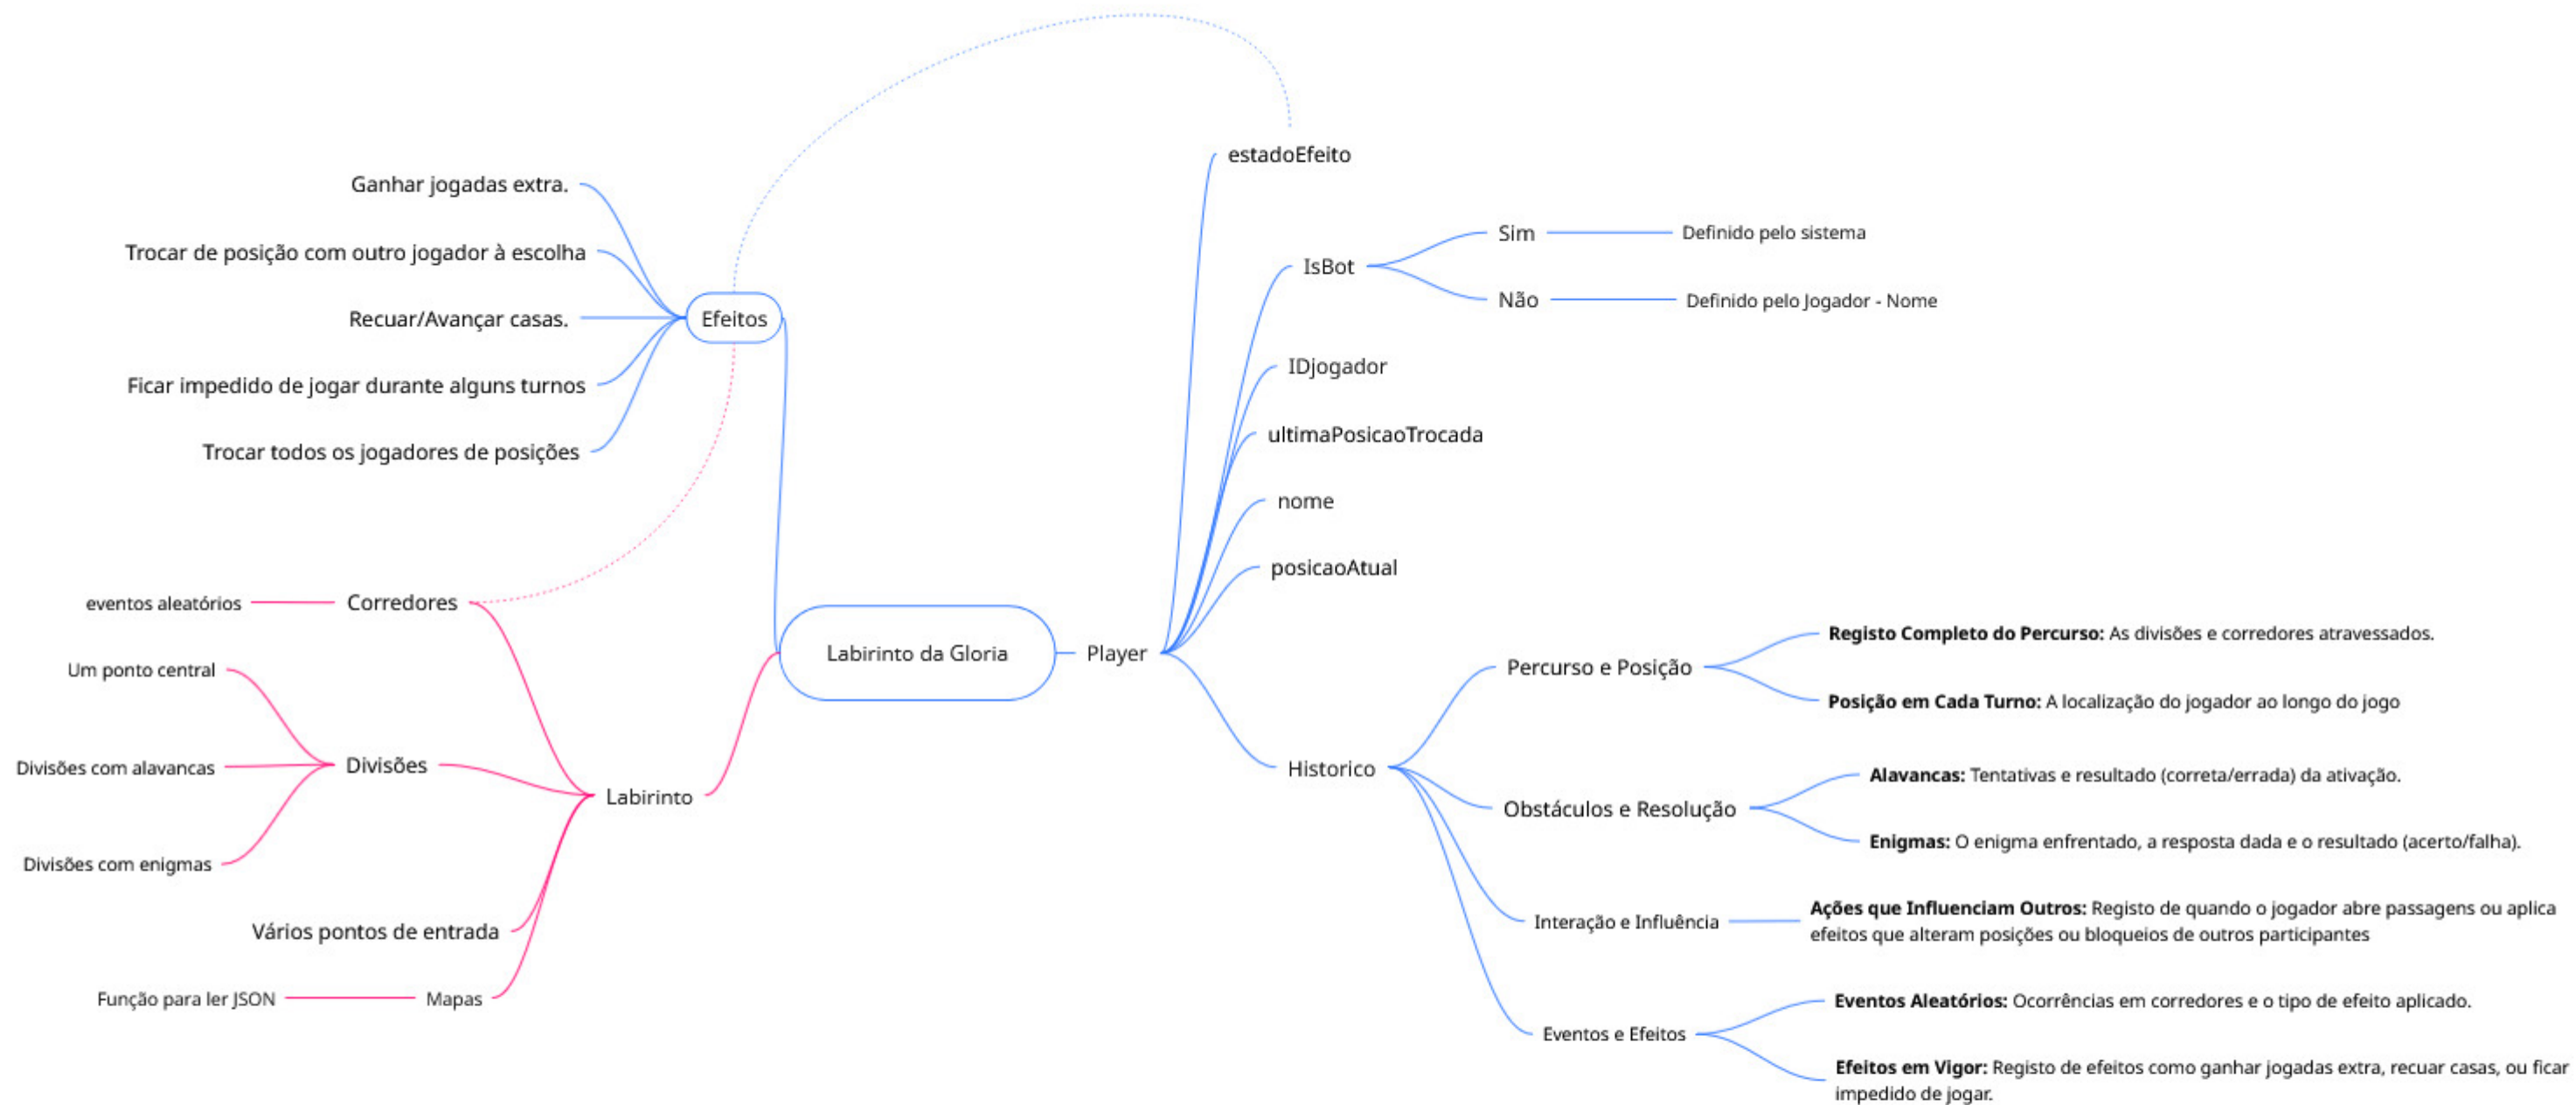 Labirinto da Gloria
Efeitos
Ganhar jogadas extra.
Trocar de posição com outro jogador à escolha
Recuar/Avançar casas.
Ficar impedido de jogar durante alguns turnos
Trocar todos os jogadores de posições
Labirinto
Corredores
eventos aleatórios
Divisões
Um ponto central
Divisões com alavancas
Divisões com enigmas
Vários pontos de entrada
Mapas
Função para ler JSON
Player
estadoEfeito
IsBot
Sim
Definido pelo sistema
Não
Definido pelo Jogador - Nome
IDjogador
ultimaPosicaoTrocada
nome
posicaoAtual
Historico
Percurso e Posição
Registo Completo do Percurso: As divisões e corredores atravessados.
Posição em Cada Turno: A localização do jogador ao longo do jogo
Obstáculos e Resolução
Alavancas: Tentativas e resultado (correta/errada) da ativação.
Enigmas: O enigma enfrentado, a resposta dada e o resultado (acerto/falha).
Interação e Influência
Ações que Influenciam Outros: Registo de quando o jogador abre passagens ou aplica
efeitos que alteram posições ou bloqueios de outros participantes
Eventos e Efeitos
Eventos Aleatórios: Ocorrências em corredores e o tipo de efeito aplicado.
Efeitos em Vigor: Registo de efeitos como ganhar jogadas extra, recuar casas, ou ficar
impedido de jogar.